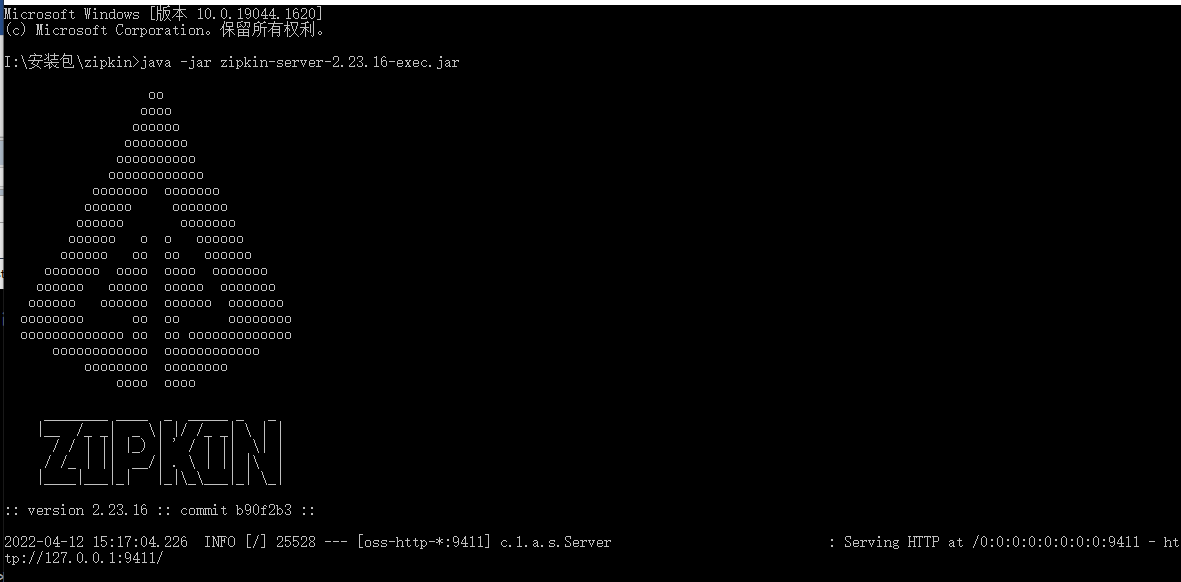 Microsoft Windows [版本 10.0.19044.1620]
(c) Microsoft Corporation。保留所有权利。
I:\安装包\zipkin>java -jar zipkin-server-2.23.16-exec.jar
oo
oooo
oooooo
oooooooo
oooooooooo
oooooooooooo
ooooooo  ooooooo
oooooo     ooooooo
oooooo       ooooooo
oooooo   o  o   oooooo
oooooo   oo  oo   oooooo
ooooooo  oooo  oooo  ooooooo
oooooo   ooooo  ooooo  ooooooo
oooooo   oooooo  oooooo  ooooooo
oooooooo      oo  oo      oooooooo
ooooooooooooo oo  oo ooooooooooooo
oooooooooooo  oooooooooooo
oooooooo  oooooooo
oooo  oooo
ZIPKIN
:: version 2.23.16 :: commit b90f2b3 ::
2022-04-12 15:17:04.226  INFO [/] 25528 --- [oss-http-*:9411] c.l.a.s.Server                           : Serving HTTP at /0:0:0:0:0:0:0:0:9411 - ht
tp://127.0.0.1:9411/